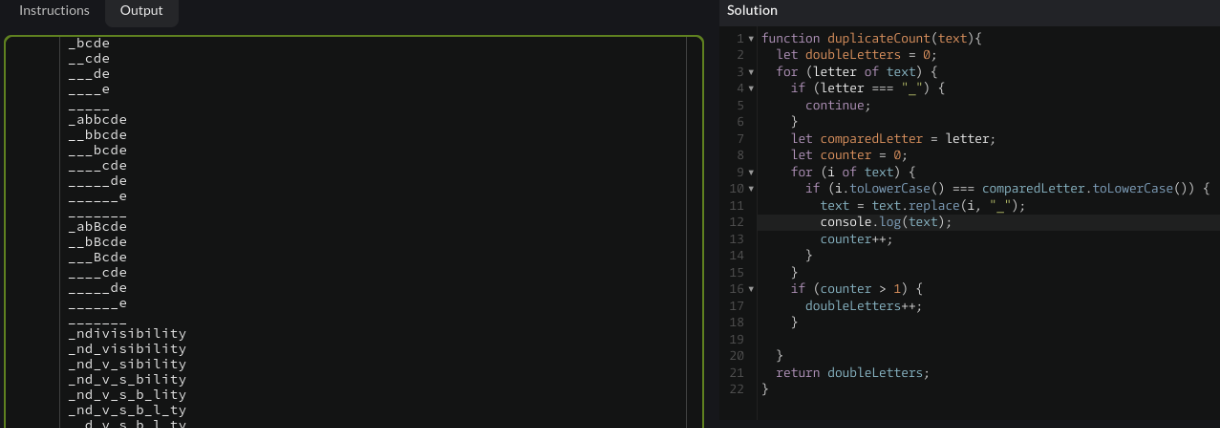 Instructions Output
_bcde
__cde
___de
____e
_____
_abbcde
__bbcde
___bcde
____cde
_____de
______e
_______
_abBcde
__bBcde
___Bcde
____cde
_____de
______e
_______
_ndivisibility
_nd_visibility
_nd_v_sibility
_nd_v_s_bility
_nd_v_s_b_lity
_nd_v_s_b_l_ty
__d_v_s_b_l_ty
Solution
1 function duplicateCount(text){
2 let doubleLetters = 0;
3 for (letter of text) {
4 if (letter === "_") {
5 continue;
6 }
7 let comparedLetter = letter;
8 let counter = 0;
9 for (i of text) {
10 if (i.toLowerCase() === comparedLetter.toLowerCase()) {
11 text = text.replace(i, "_");
12 console.log(text);
13 counter++;
14 }
15 }
16 if (counter > 1) {
17 doubleLetters++;
18 }
19
20 }
21 return doubleLetters;
22 }